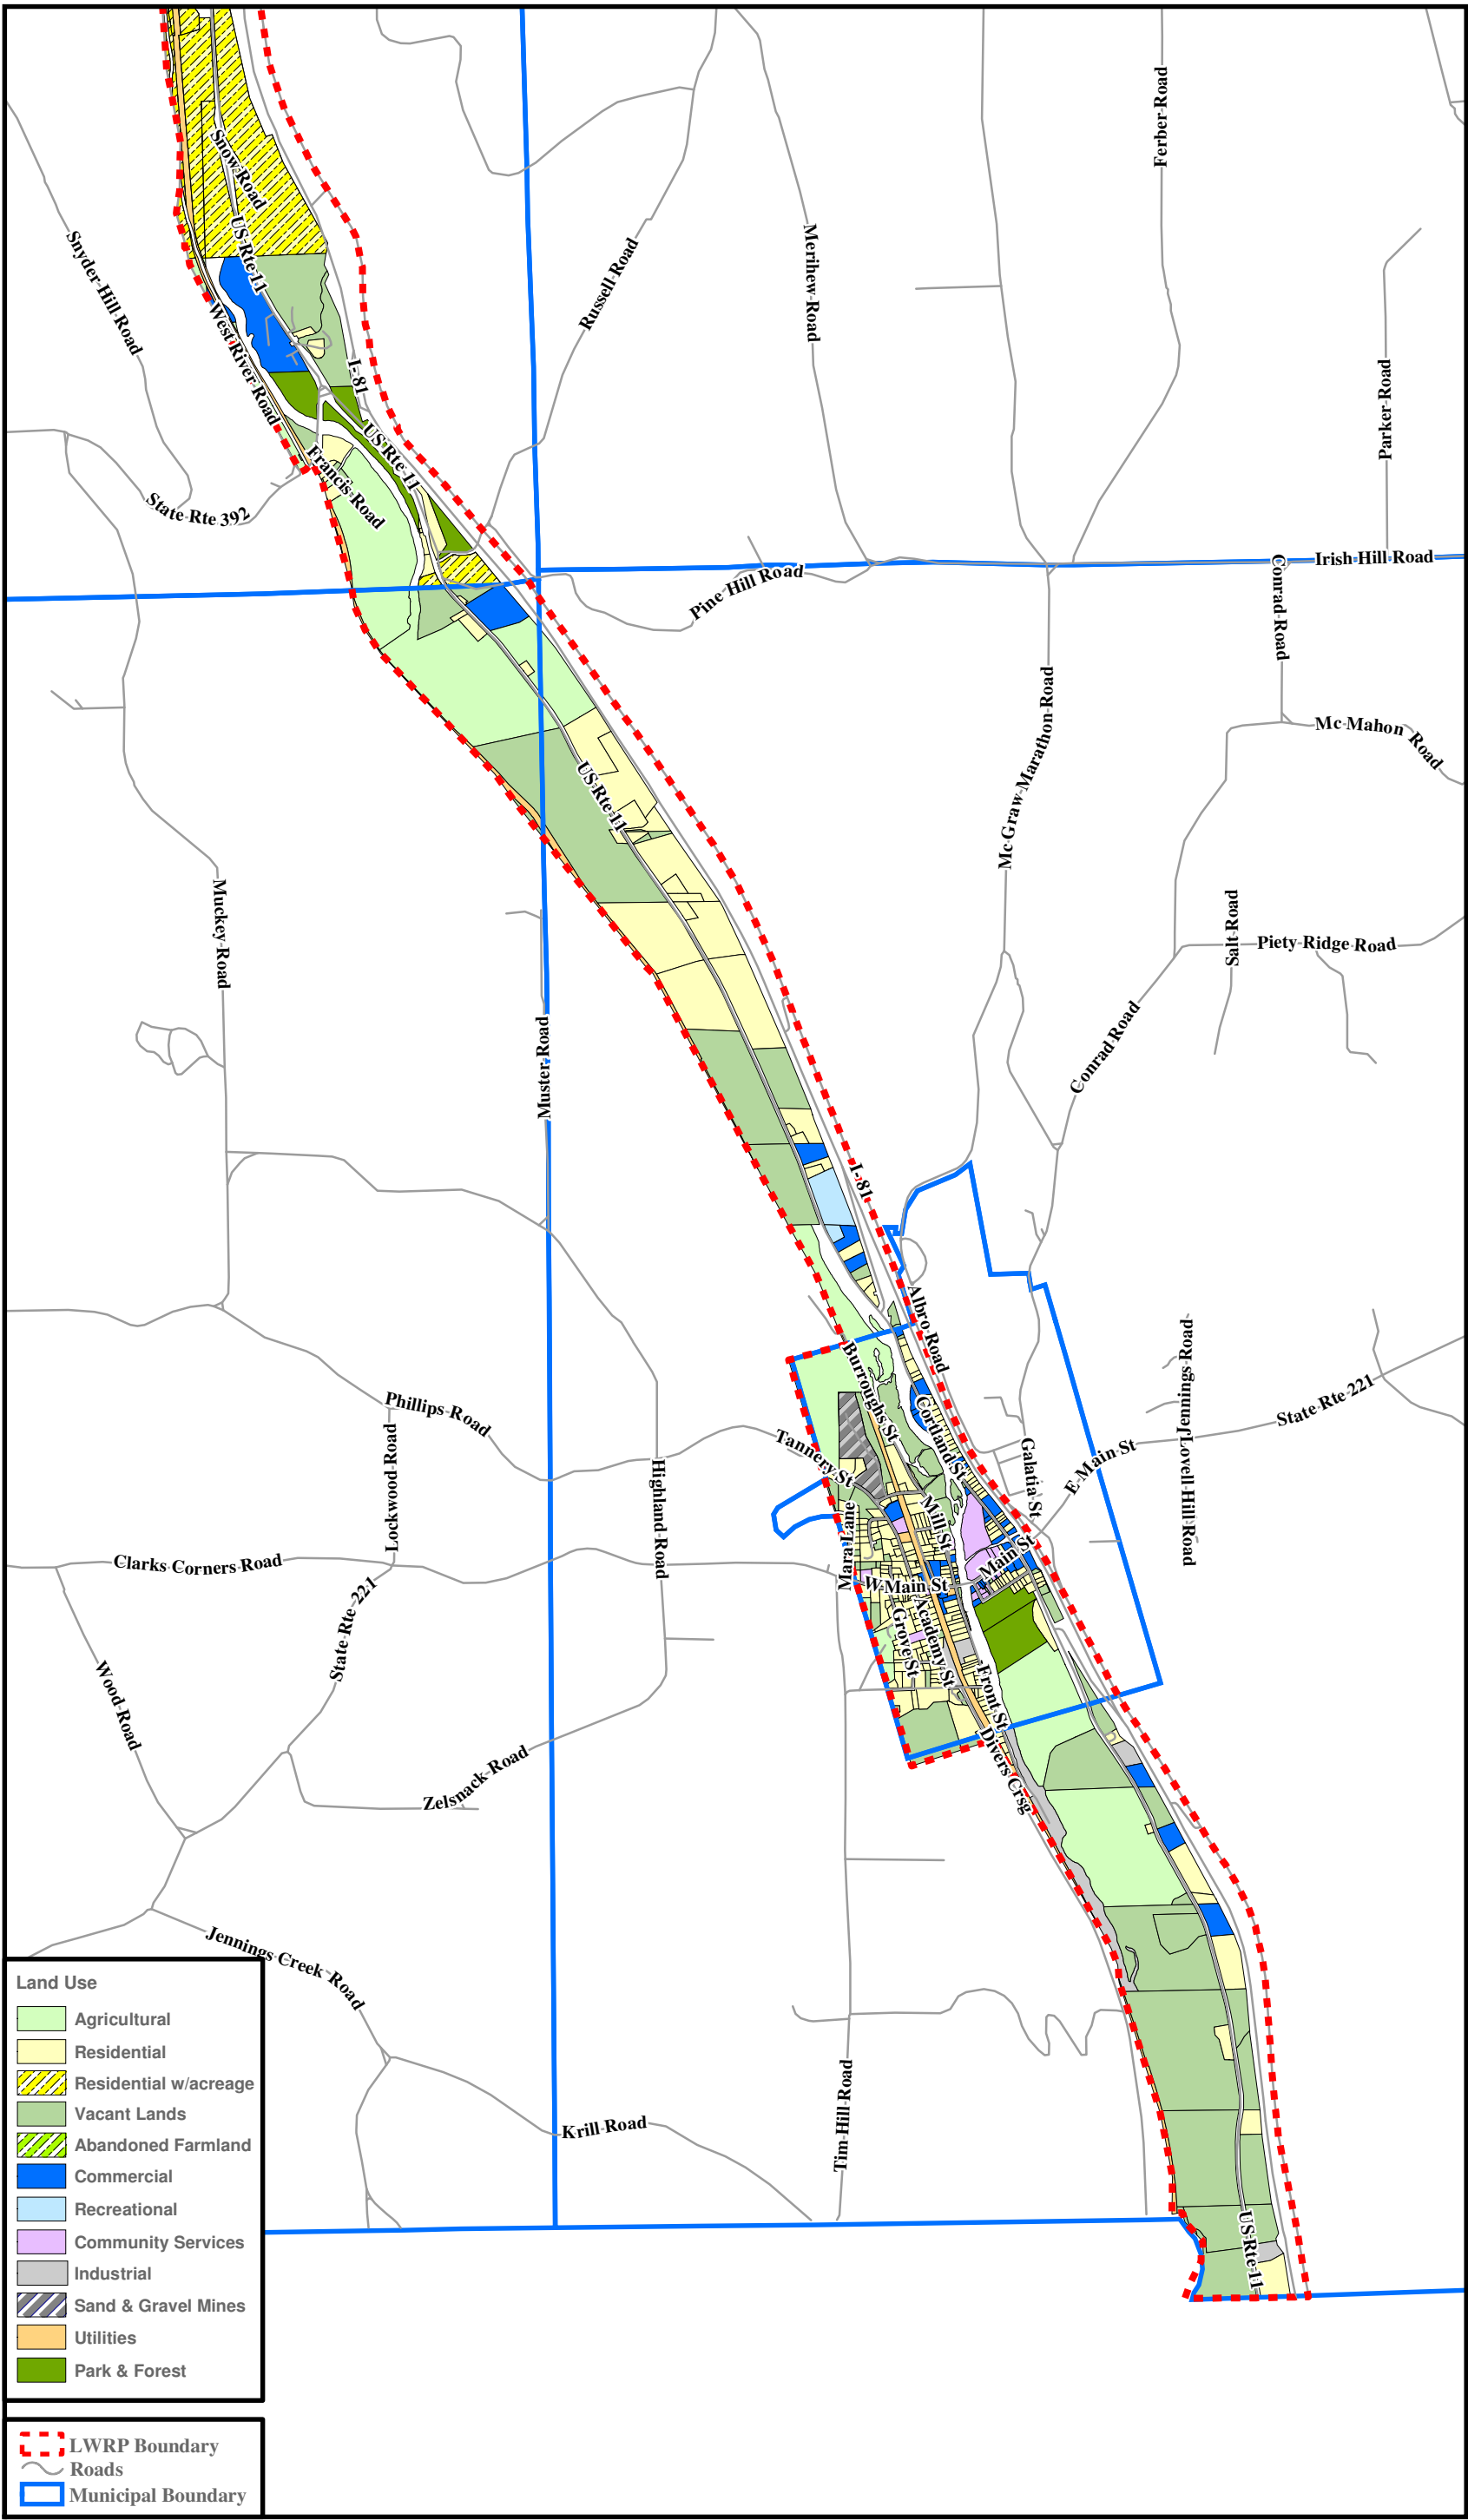 Ferber Road
Snow Road
US Rte 11
Snyder Hill Road
Merihew Road
Russell Road
West River Road
I- 81
Parker Road
US Rte 11
Francis Road
State Rte 392
Irish Hill Road
Pine Hill Road
Conrad Road
Mc Graw Marathon Road
Mc Mahon Road
US Rte 11
Muckey Road
Salt Road
Piety Ridge Road
Muster Road
Conrad Road
I- 81
Albro Road
Burroughs St
Jennings Road
State Rte 221
Phillips Road
Cortland St
Tannery St
Lockwood Road
Galatia St
E Main St
Lovell Hill Road
Highland Road
Mill St
Mara Lane
Main St
Clarks Corners Road
W Main St
State Rte 221
Academy St
Grove St
Wood Road
Front St
Divers Crsg
Zelsnack Road
Jennings Creek Road
Krill Road
Tim Hill Road
US Rte 11
Land Use
Agricultural
Residential
Residential w/acreage
Vacant Lands
Abandoned Farmland
Commercial
Recreational
Community Services
Industrial
Sand & Gravel Mines
Utilities
Park & Forest
LWRP Boundary
Roads
Municipal Boundary